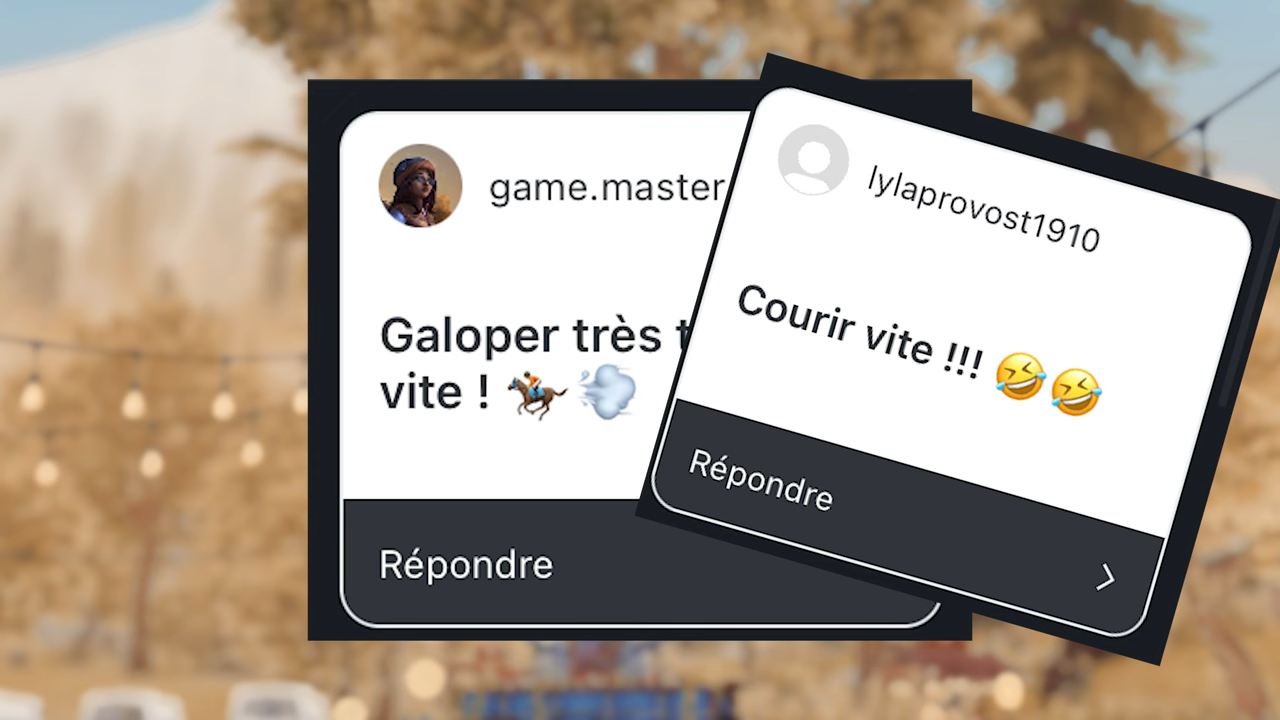 game.master
Galoper très
vite ! 🏇💨
Répondre
lylaprovost1910
Courir vite !!! 🤣🤣
Répondre